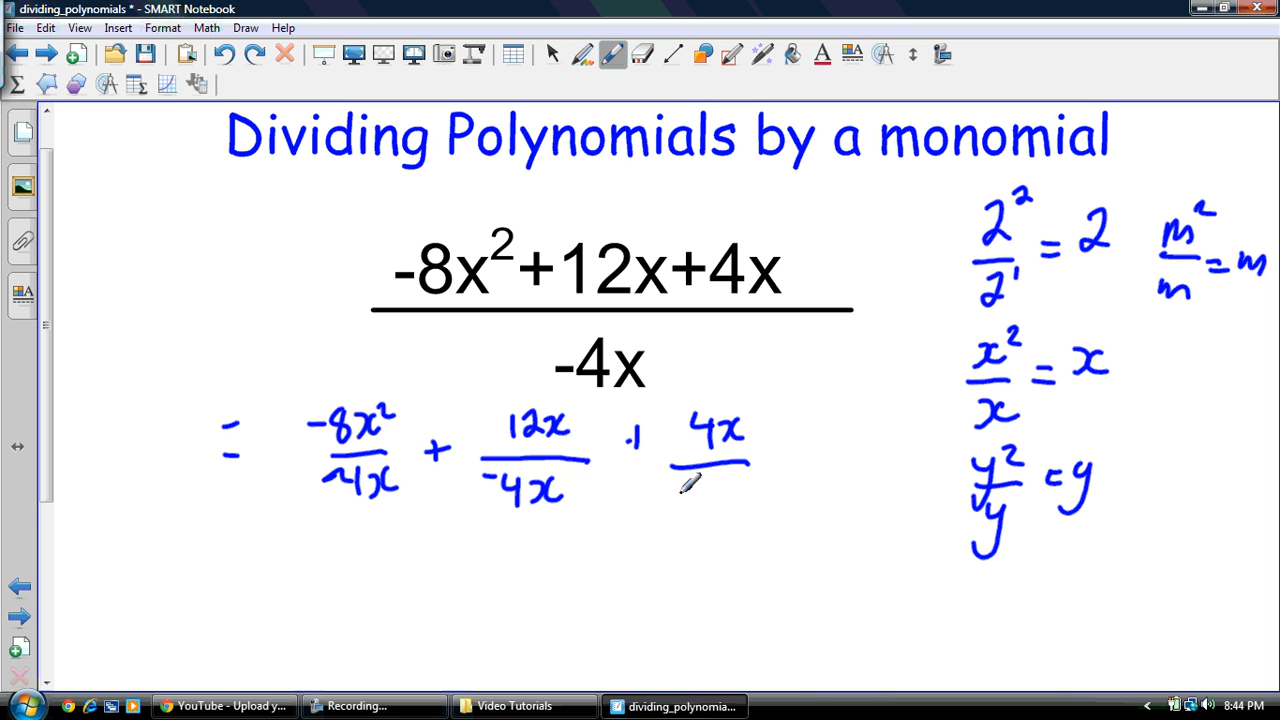 dividing_polynomials * - SMART Notebook
File Edit View Insert Format Math Draw Help
Dividing Polynomials by a monomial
-8x²+12x+4x
-4x
= -8x² + 12x + 4x
-4x -4x
2² = 2
2¹
m² = m
m
x² = x
x
y² = y
y
YouTube - Upload y...
Recording...
Video Tutorials
dividing_polynomia...
8:44 PM